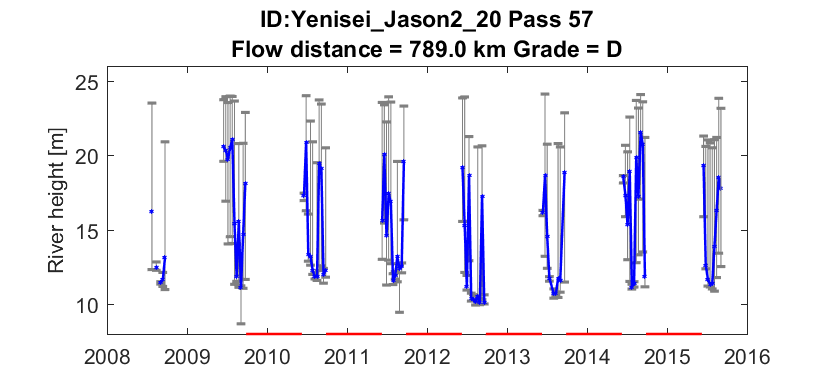 ID:Yenisei_Jason2_20 Pass 57
Flow distance = 789.0 km Grade = D
River height [m]
25
20
15
10
2008 2009 2010 2011 2012 2013 2014 2015 2016